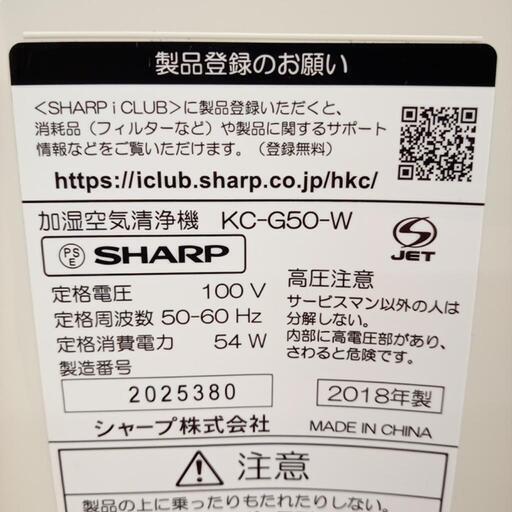 製品登録のお願い
<SHARP i CLUB>に製品登録いただくと、
消耗品（フィルターなど）や製品に関するサポート
情報などをご覧いただけます。（登録無料）
https://iclub.sharp.co.jp/hkc/
加湿空気清浄機 KC-G50-W
PS E SHARP
JET
定格電圧 100 V
定格周波数 50-60 Hz
定格消費電力 54 W
製造番号
2025380
シャープ株式会社
高圧注意
サービスマン以外の人は
分解しない。
内部に高電圧部があり、
さわると危険です。
2018年製
MADE IN CHINA
注意
製品の上に乗ったりもたれたりしない。